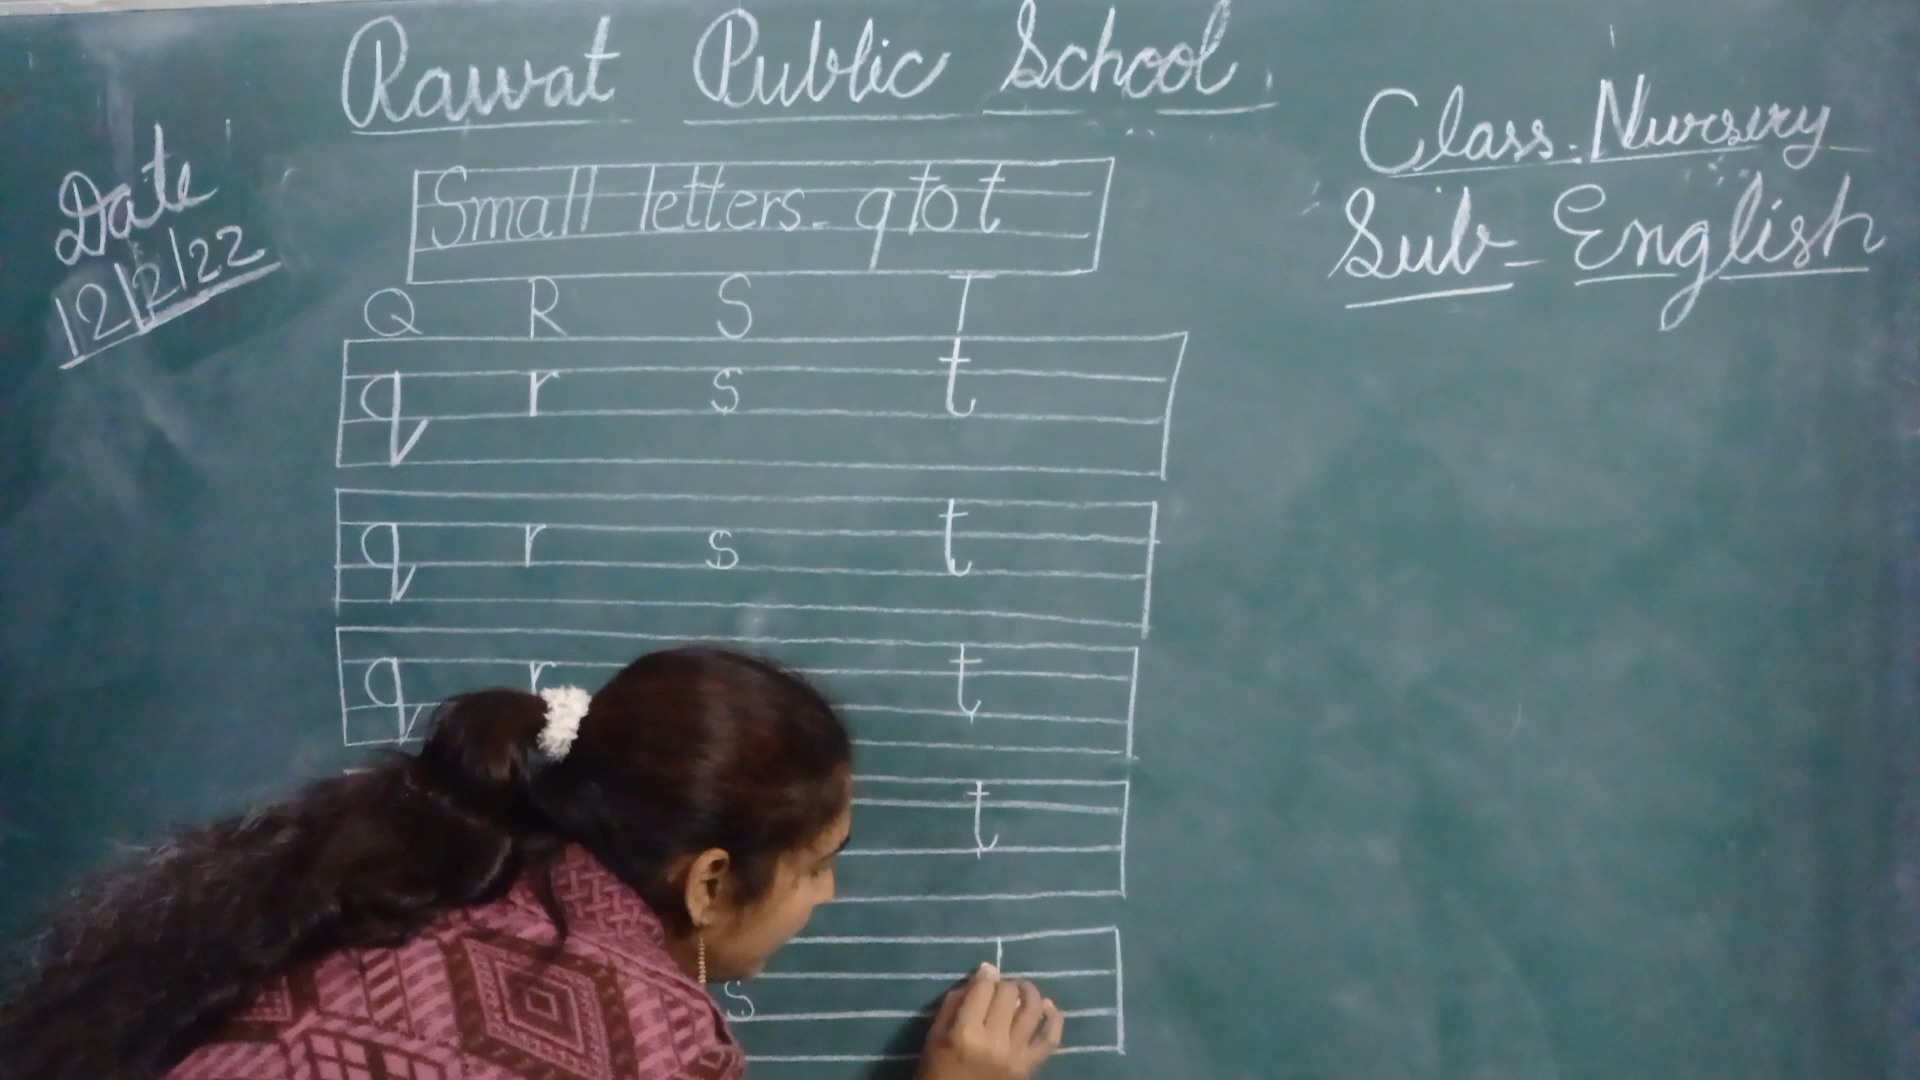 Rawat Public School
Date
12/12/22
Class. Nursery
Sub- English
Small letters- q to t
Q R S T
q r s t
q r s t
q r t
t
s